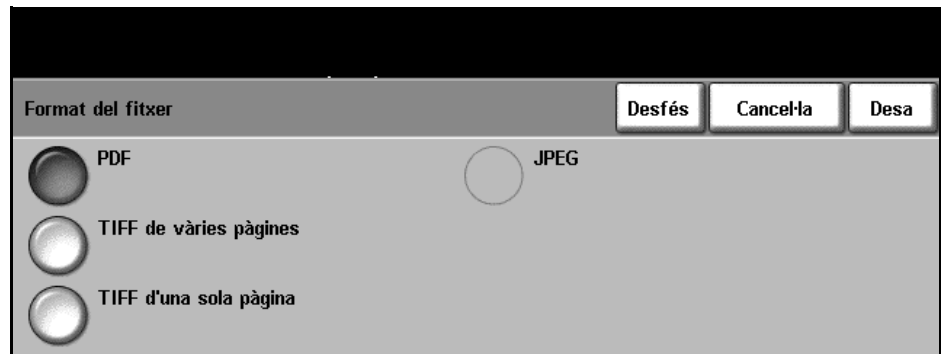 Format del fitxer
Desfés
Cancel·la
Desa
PDF
JPEG
TIFF de vàries pàgines
TIFF d'una sola pàgina